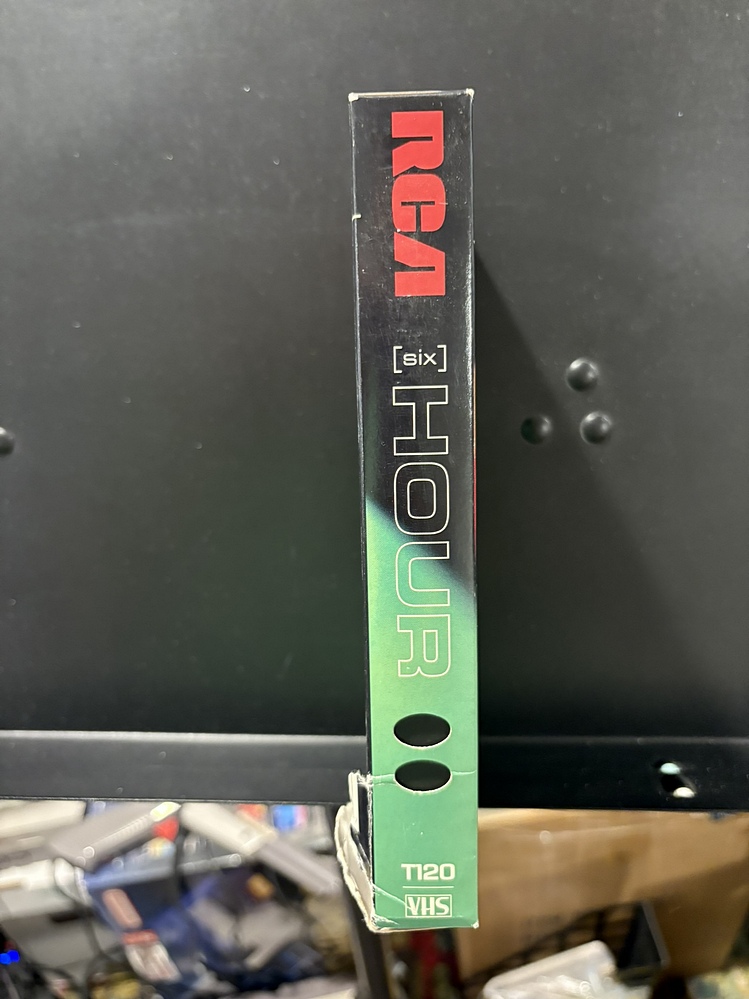 RCA
[six]
HOUR
T120
VHS